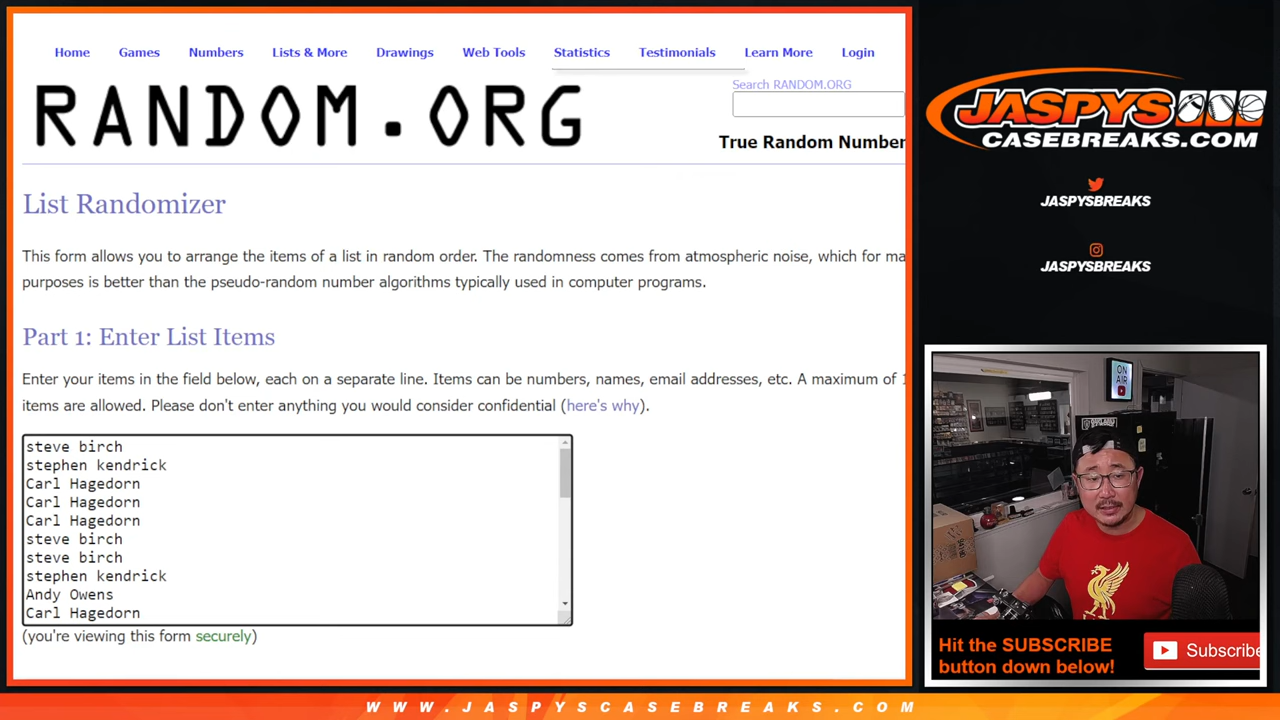 Home Games Numbers Lists & More Drawings Web Tools Statistics Testimonials Learn More Login
RANDOM.ORG
Search RANDOM.ORG
True Random Number
List Randomizer
This form allows you to arrange the items of a list in random order. The randomness comes from atmospheric noise, which for ma
purposes is better than the pseudo-random number algorithms typically used in computer programs.
Part 1: Enter List Items
Enter your items in the field below, each on a separate line. Items can be numbers, names, email addresses, etc. A maximum of 1
items are allowed. Please don't enter anything you would consider confidential (here's why).
steve birch
stephen kendrick
Carl Hagedorn
Carl Hagedorn
Carl Hagedorn
steve birch
steve birch
stephen kendrick
Andy Owens
Carl Hagedorn
(you're viewing this form securely)
JASPYS
CASEBREAKS.COM
JASPYSBREAKS
JASPYSBREAKS
ON
AIR
Hit the SUBSCRIBE
button down below!
Subscribe
WWW.JASPYSCASEBREAKS.COM